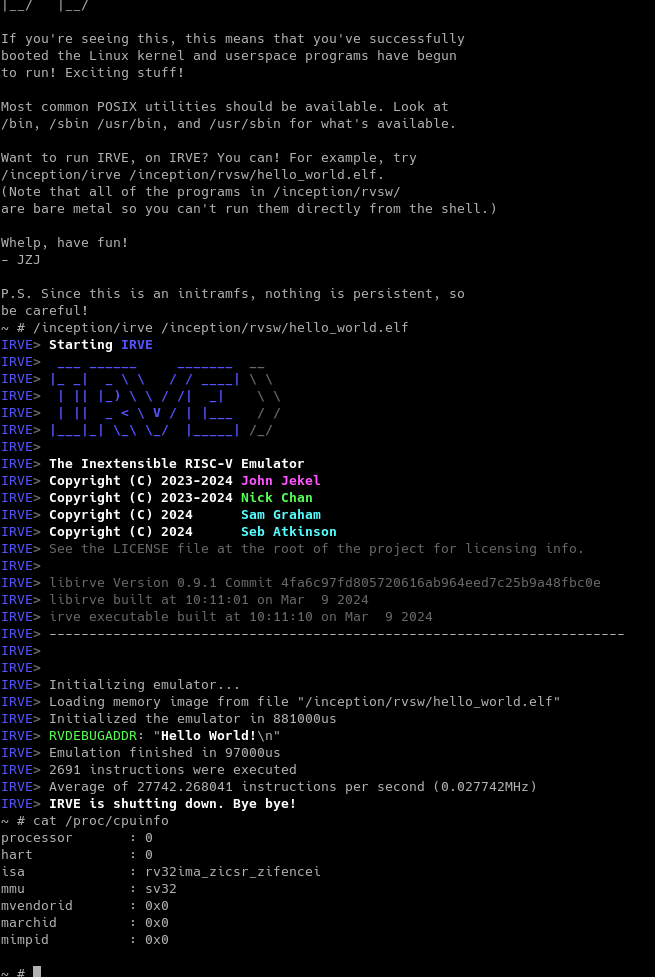 |__/   |__/

If you're seeing this, this means that you've successfully
booted the Linux kernel and userspace programs have begun
to run! Exciting stuff!

Most common POSIX utilities should be available. Look at
/bin, /sbin /usr/bin, and /usr/sbin for what's available.

Want to run IRVE, on IRVE? You can! For example, try
/inception/irve /inception/rvsw/hello_world.elf.
(Note that all of the programs in /inception/rvsw/
are bare metal so you can't run them directly from the shell.)

Whelp, have fun!
– JZJ

P.S. Since this is an initramfs, nothing is persistent, so
be careful!
~ # /inception/irve /inception/rvsw/hello_world.elf
IRVE> Starting IRVE
IRVE>  ___ ______     _______  __
IRVE> |_ _|  _ \ \   / / ____| \ \
IRVE>  | || |_) \ \ / /|  _|    \ \
IRVE>  | ||  _ < \ V / | |___   / /
IRVE> |___|_| \_\ \_/  |_____| /_/
IRVE>
IRVE> The Inextensible RISC-V Emulator
IRVE> Copyright (C) 2023-2024 John Jekel
IRVE> Copyright (C) 2023-2024 Nick Chan
IRVE> Copyright (C) 2024      Sam Graham
IRVE> Copyright (C) 2024      Seb Atkinson
IRVE> See the LICENSE file at the root of the project for licensing info.
IRVE>
IRVE> libirve Version 0.9.1 Commit 4fa6c97fd805720616ab964eed7c25b9a48fbc0e
IRVE> libirve built at 10:11:01 on Mar  9 2024
IRVE> irve executable built at 10:11:10 on Mar  9 2024
IRVE> ------------------------------------------------------------------------
IRVE>
IRVE>
IRVE> Initializing emulator...
IRVE> Loading memory image from file "/inception/rvsw/hello_world.elf"
IRVE> Initialized the emulator in 881000us
IRVE> RVDEBUGADDR: "Hello World!\n"
IRVE> Emulation finished in 97000us
IRVE> 2691 instructions were executed
IRVE> Average of 27742.268041 instructions per second (0.027742MHz)
IRVE> IRVE is shutting down. Bye bye!
~ # cat /proc/cpuinfo
processor       : 0
hart            : 0
isa             : rv32ima_zicsr_zifencei
mmu             : sv32
mvendorid       : 0x0
marchid         : 0x0
mimpid          : 0x0

~ #